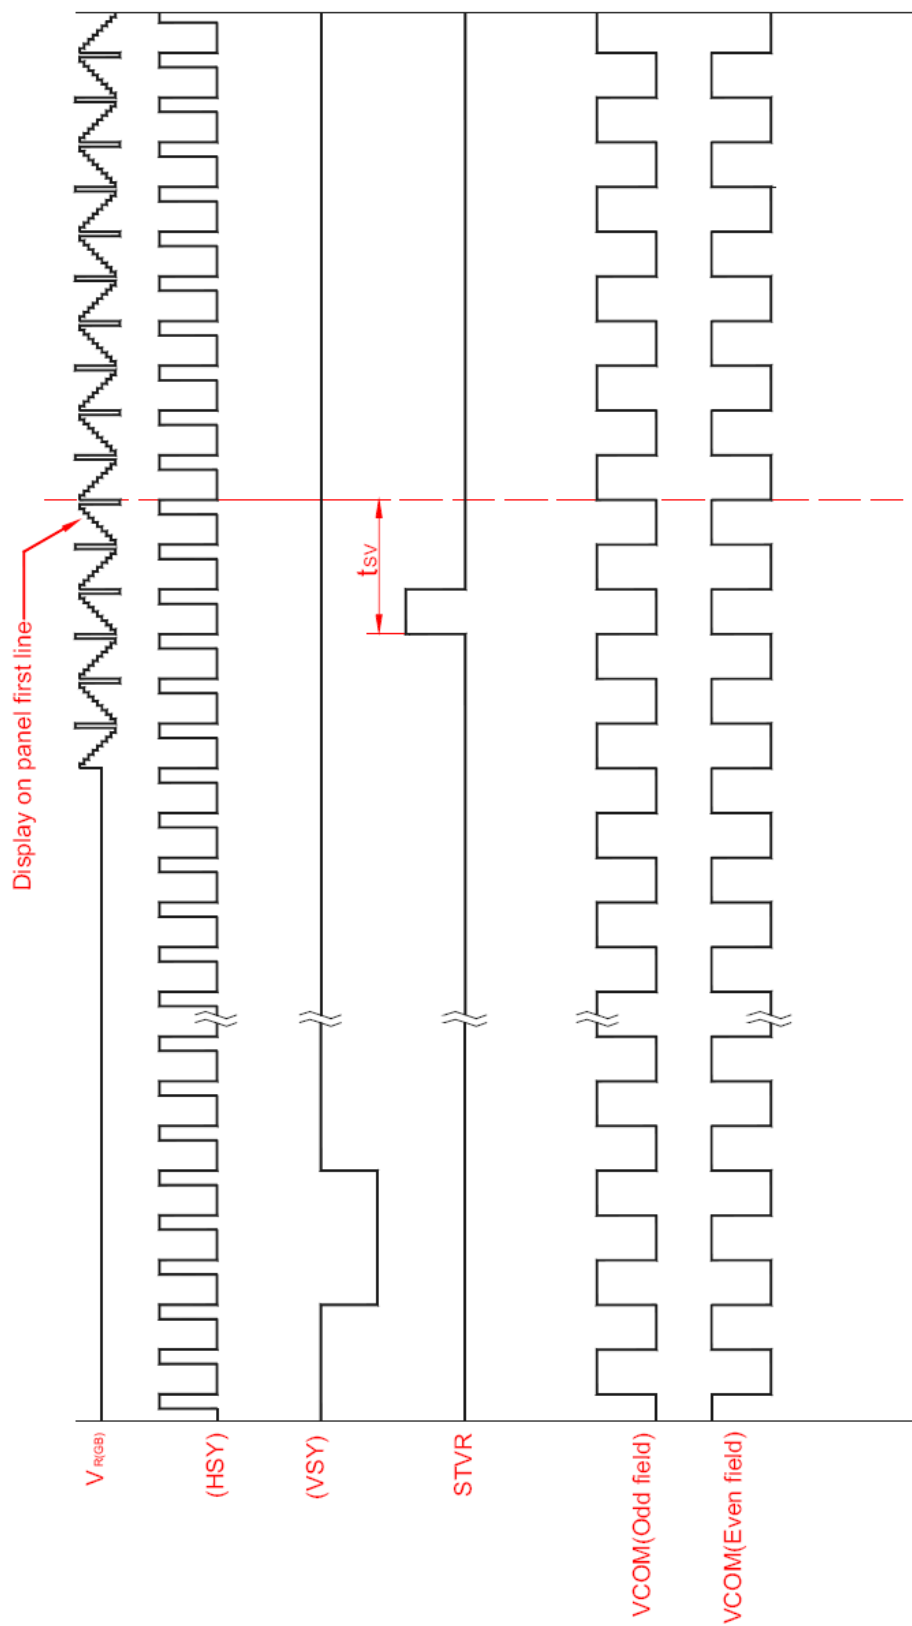 Display on panel first line
tsv
VR(GB)
(HSY)
(VSY)
STVR
VCOM(Odd field)
VCOM(Even field)